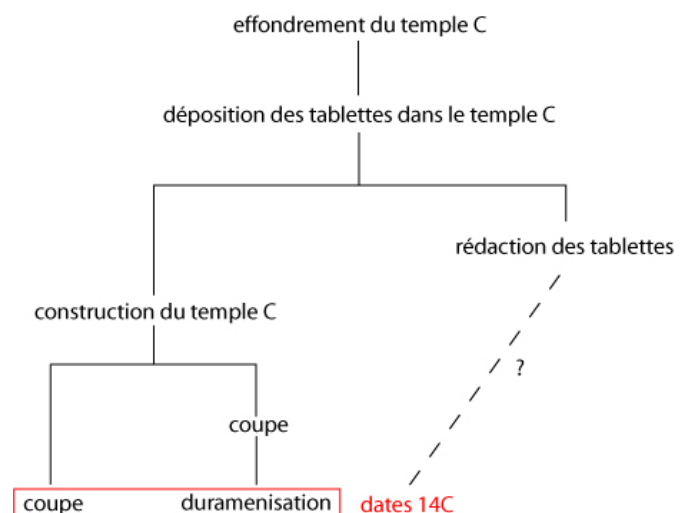 effondrement du temple C
déposition des tablettes dans le temple C
rédaction des tablettes
construction du temple C
?
coupe
coupe duramenisation dates 14C